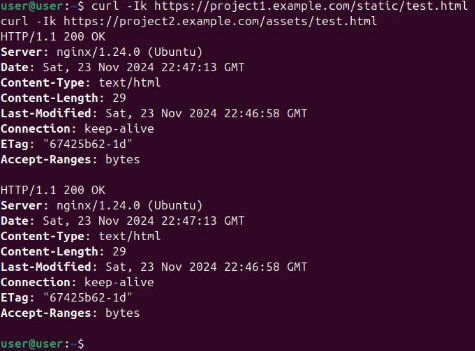 user@user:~$ curl -Ik https://project1.example.com/static/test.html
curl -Ik https://project2.example.com/assets/test.html
HTTP/1.1 200 OK
Server: nginx/1.24.0 (Ubuntu)
Date: Sat, 23 Nov 2024 22:47:13 GMT
Content-Type: text/html
Content-Length: 29
Last-Modified: Sat, 23 Nov 2024 22:46:58 GMT
Connection: keep-alive
ETag: "67425b62-1d"
Accept-Ranges: bytes

HTTP/1.1 200 OK
Server: nginx/1.24.0 (Ubuntu)
Date: Sat, 23 Nov 2024 22:47:13 GMT
Content-Type: text/html
Content-Length: 29
Last-Modified: Sat, 23 Nov 2024 22:46:58 GMT
Connection: keep-alive
ETag: "67425b62-1d"
Accept-Ranges: bytes

user@user:~$